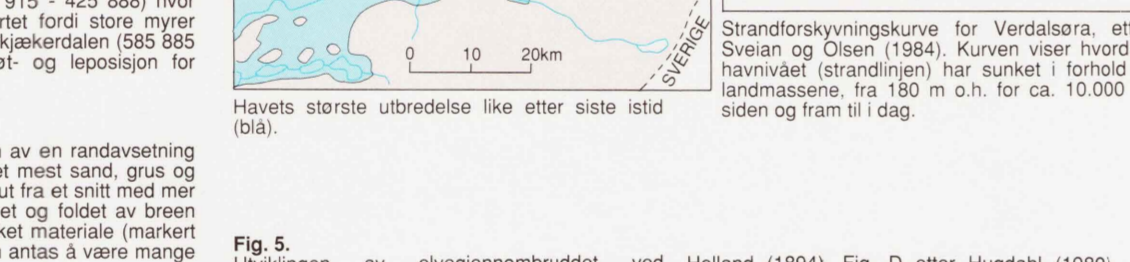 915 - 425 888) hvor
rtet fordi store myrer
kjækerdalen (585 885
øt- og leposisjon for
av en randavsetning
et mest sand, grus og
ut fra et snitt med mer
et og foldet av breen
ket materiale (markert
antas å være mange
0 10 20km
SVERIGE
Havets største utbredelse like etter siste istid
(blå).
Strandforskyvningskurve for Verdalsøra, ett
Sveian og Olsen (1984). Kurven viser hvord
havnivået (strandlinjen) har sunket i forhold
landmassene, fra 180 m o.h. for ca. 10.000
siden og fram til i dag.
Fig. 5.
Utviklingen av elvegjennombruddet ved Holland (1894). Fig. D etter Hugdahl (1980).